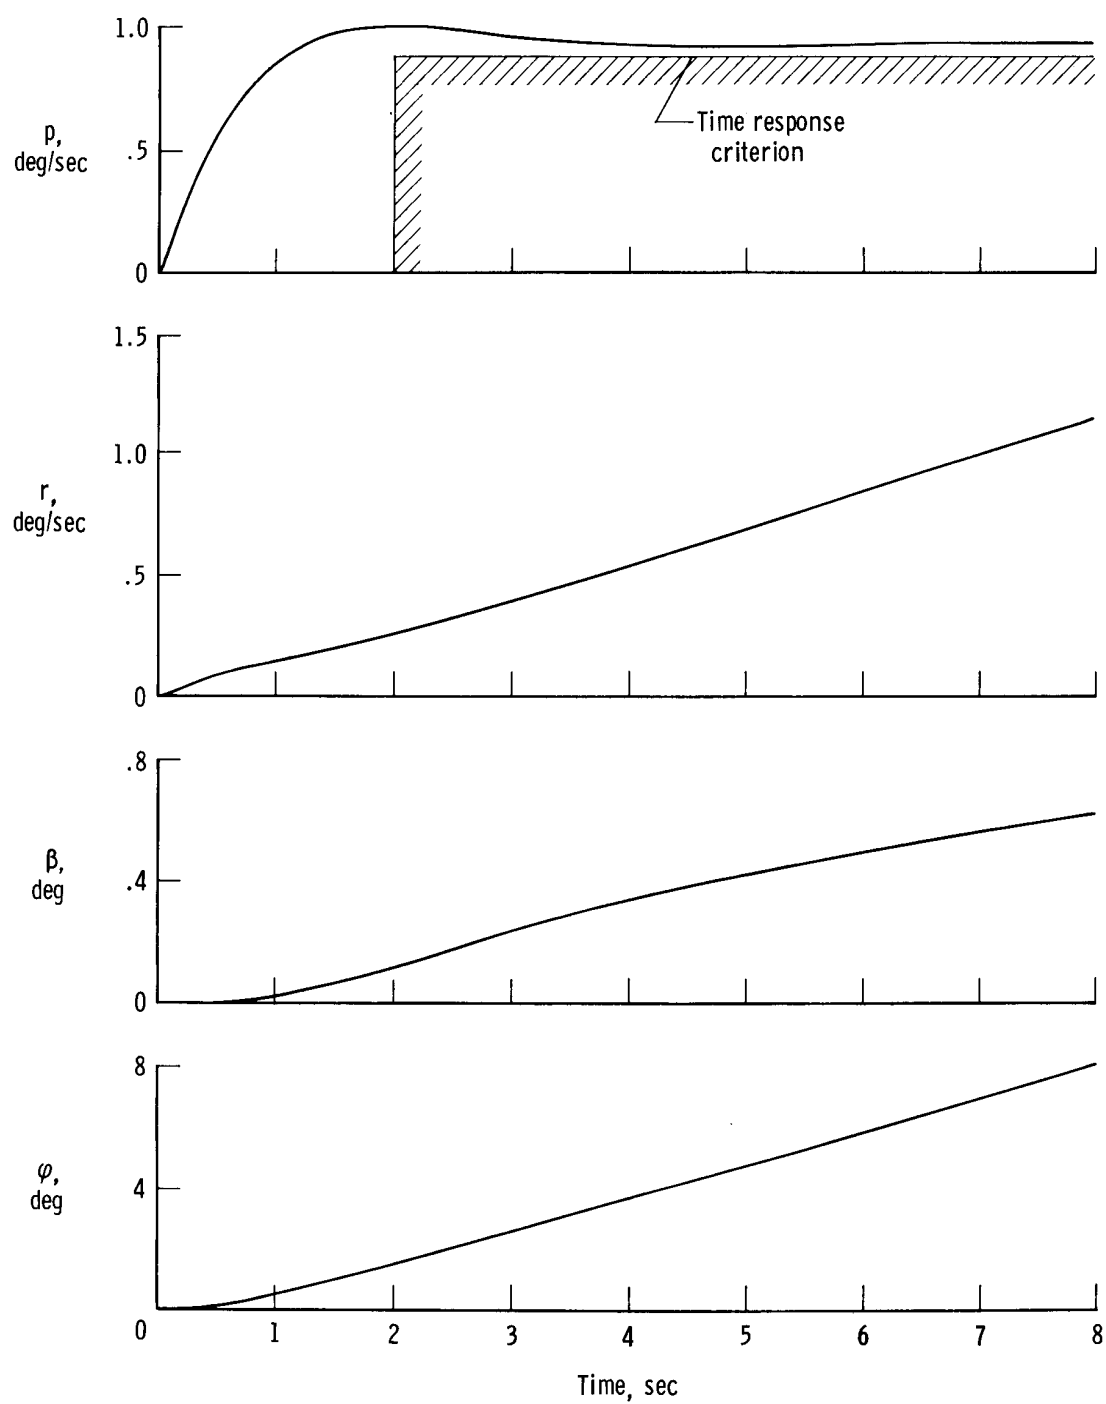 1.0
p,
deg/sec
.5
0
Time response
criterion
1.5
1.0
r,
deg/sec
.5
0
.8
β,
deg
.4
0
8
φ,
deg
4
0 1 2 3 4 5 6 7 8
Time, sec